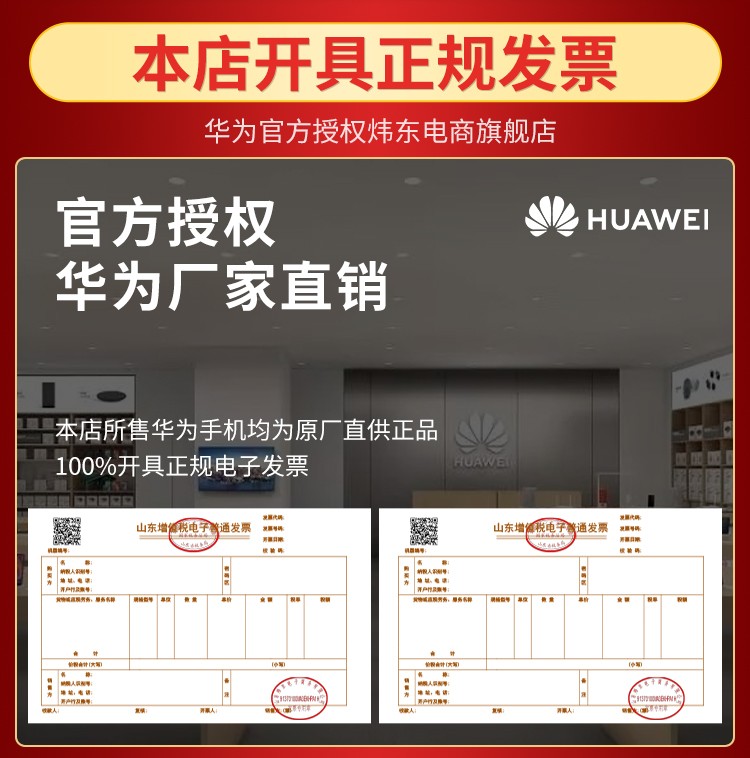 本店开具正规发票
华为官方授权炜东电商旗舰店
官方授权
华为厂家直销
HUAWEI
本店所售华为手机均为原厂直供正品
100%开具正规电子发票
HUAWEI
山东增值税电子普通发票
发票代码:
发票号码:
开票日期:
校 验 码:
机器编号:
购买方
名 称:
纳税人识别号:
地 址、电 话:
开户行及账号:
密码区
货物或应税劳务、服务名称 规格型号 单位 数 量 单价 金 额 税率 税额
合 计
价税合计(大写) (小写)
销售方
名 称:
纳税人识别号:
地 址、电 话:
开户行及账号:
备注
收款人: 复核: 开票人: 销售方:(章)
山东增值税电子普通发票
发票代码:
发票号码:
开票日期:
校 验 码:
机器编号:
购买方
名 称:
纳税人识别号:
地 址、电 话:
开户行及账号:
密码区
货物或应税劳务、服务名称 规格型号 单位 数 量 单价 金 额 税率 税额
合 计
价税合计(大写) (小写)
销售方
名 称:
纳税人识别号:
地 址、电 话:
开户行及账号:
备注
收款人: 复核: 开票人: 销售方:(章)